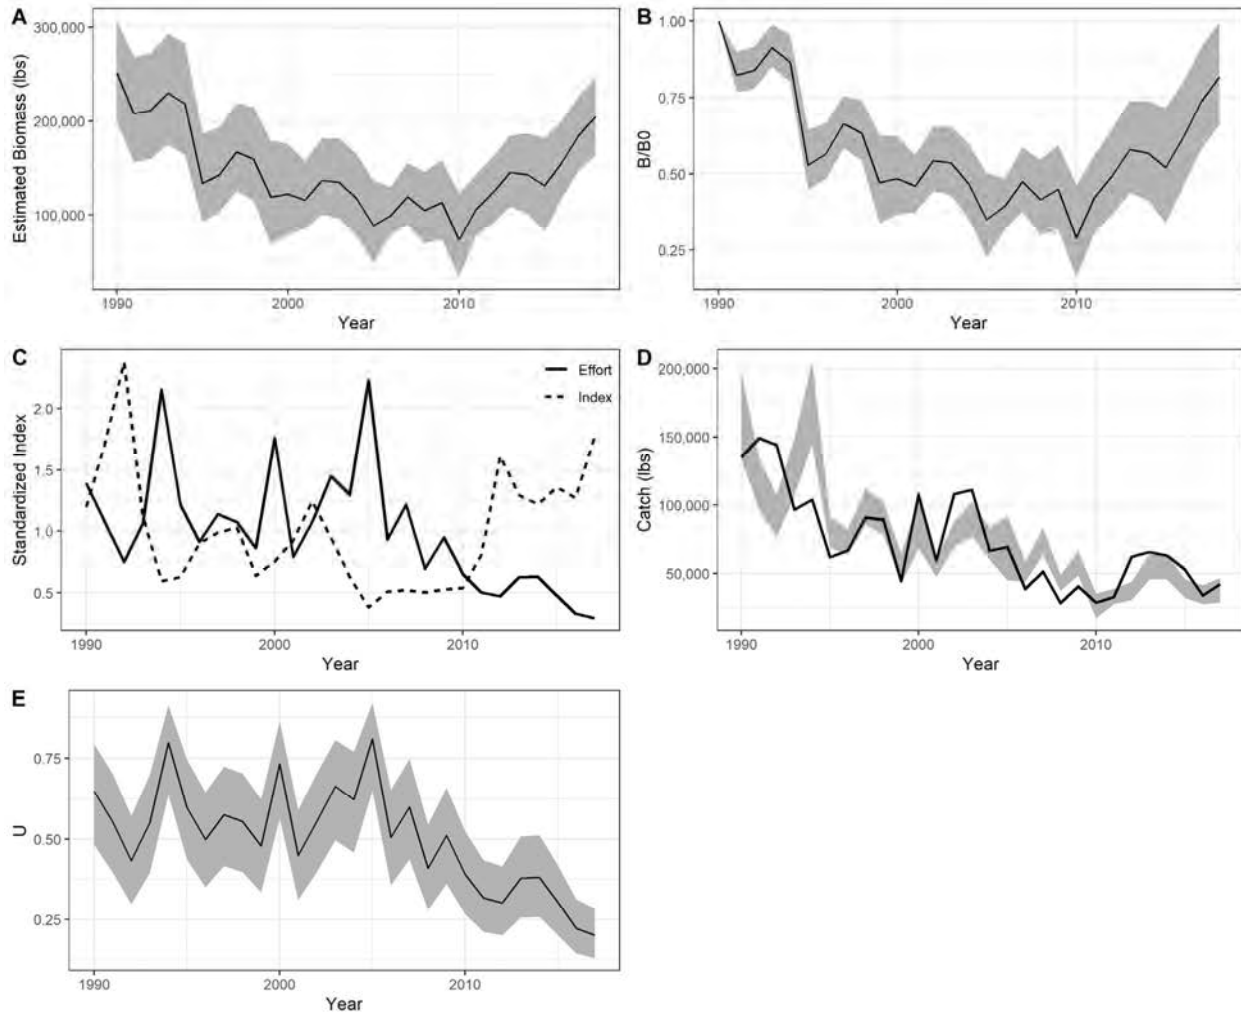 A
Estimated Biomass (lbs)
300,000
200,000
100,000
1990
2000
2010
Year
B
B/B0
1.00
0.75
0.50
0.25
1990
2000
2010
Year
C
Standardized Index
2.0
1.5
1.0
0.5
Effort
Index
1990
2000
2010
Year
D
Catch (lbs)
200,000
150,000
100,000
50,000
1990
2000
2010
Year
E
U
0.75
0.50
0.25
1990
2000
2010
Year